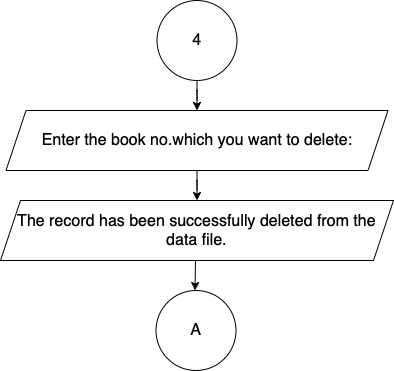 4
Enter the book no.which you want to delete:
The record has been successfully deleted from the
data file.
A